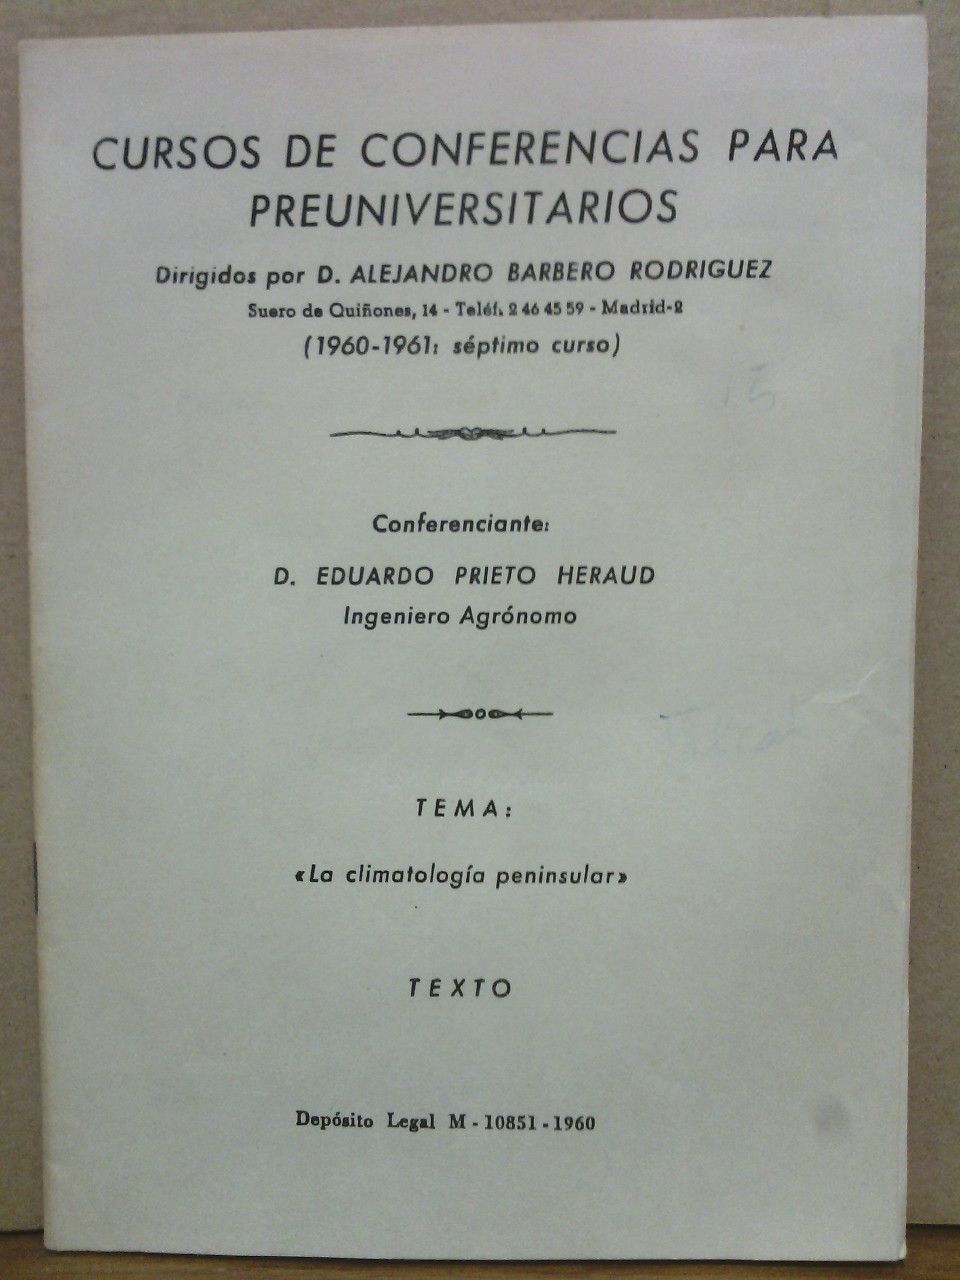 CURSOS DE CONFERENCIAS PARA
PREUNIVERSITARIOS
Dirigidos por D. ALEJANDRO BARBERO RODRIGUEZ
Suero de Quiñones, 14 - Teléf. 2 46 45 59 - Madrid-2
(1960-1961: séptimo curso)
15
Conferenciante:
D. EDUARDO PRIETO HERAUD
Ingeniero Agrónomo
TEMA:
«La climatología peninsular»
TEXTO
Depósito Legal M - 10851 - 1960